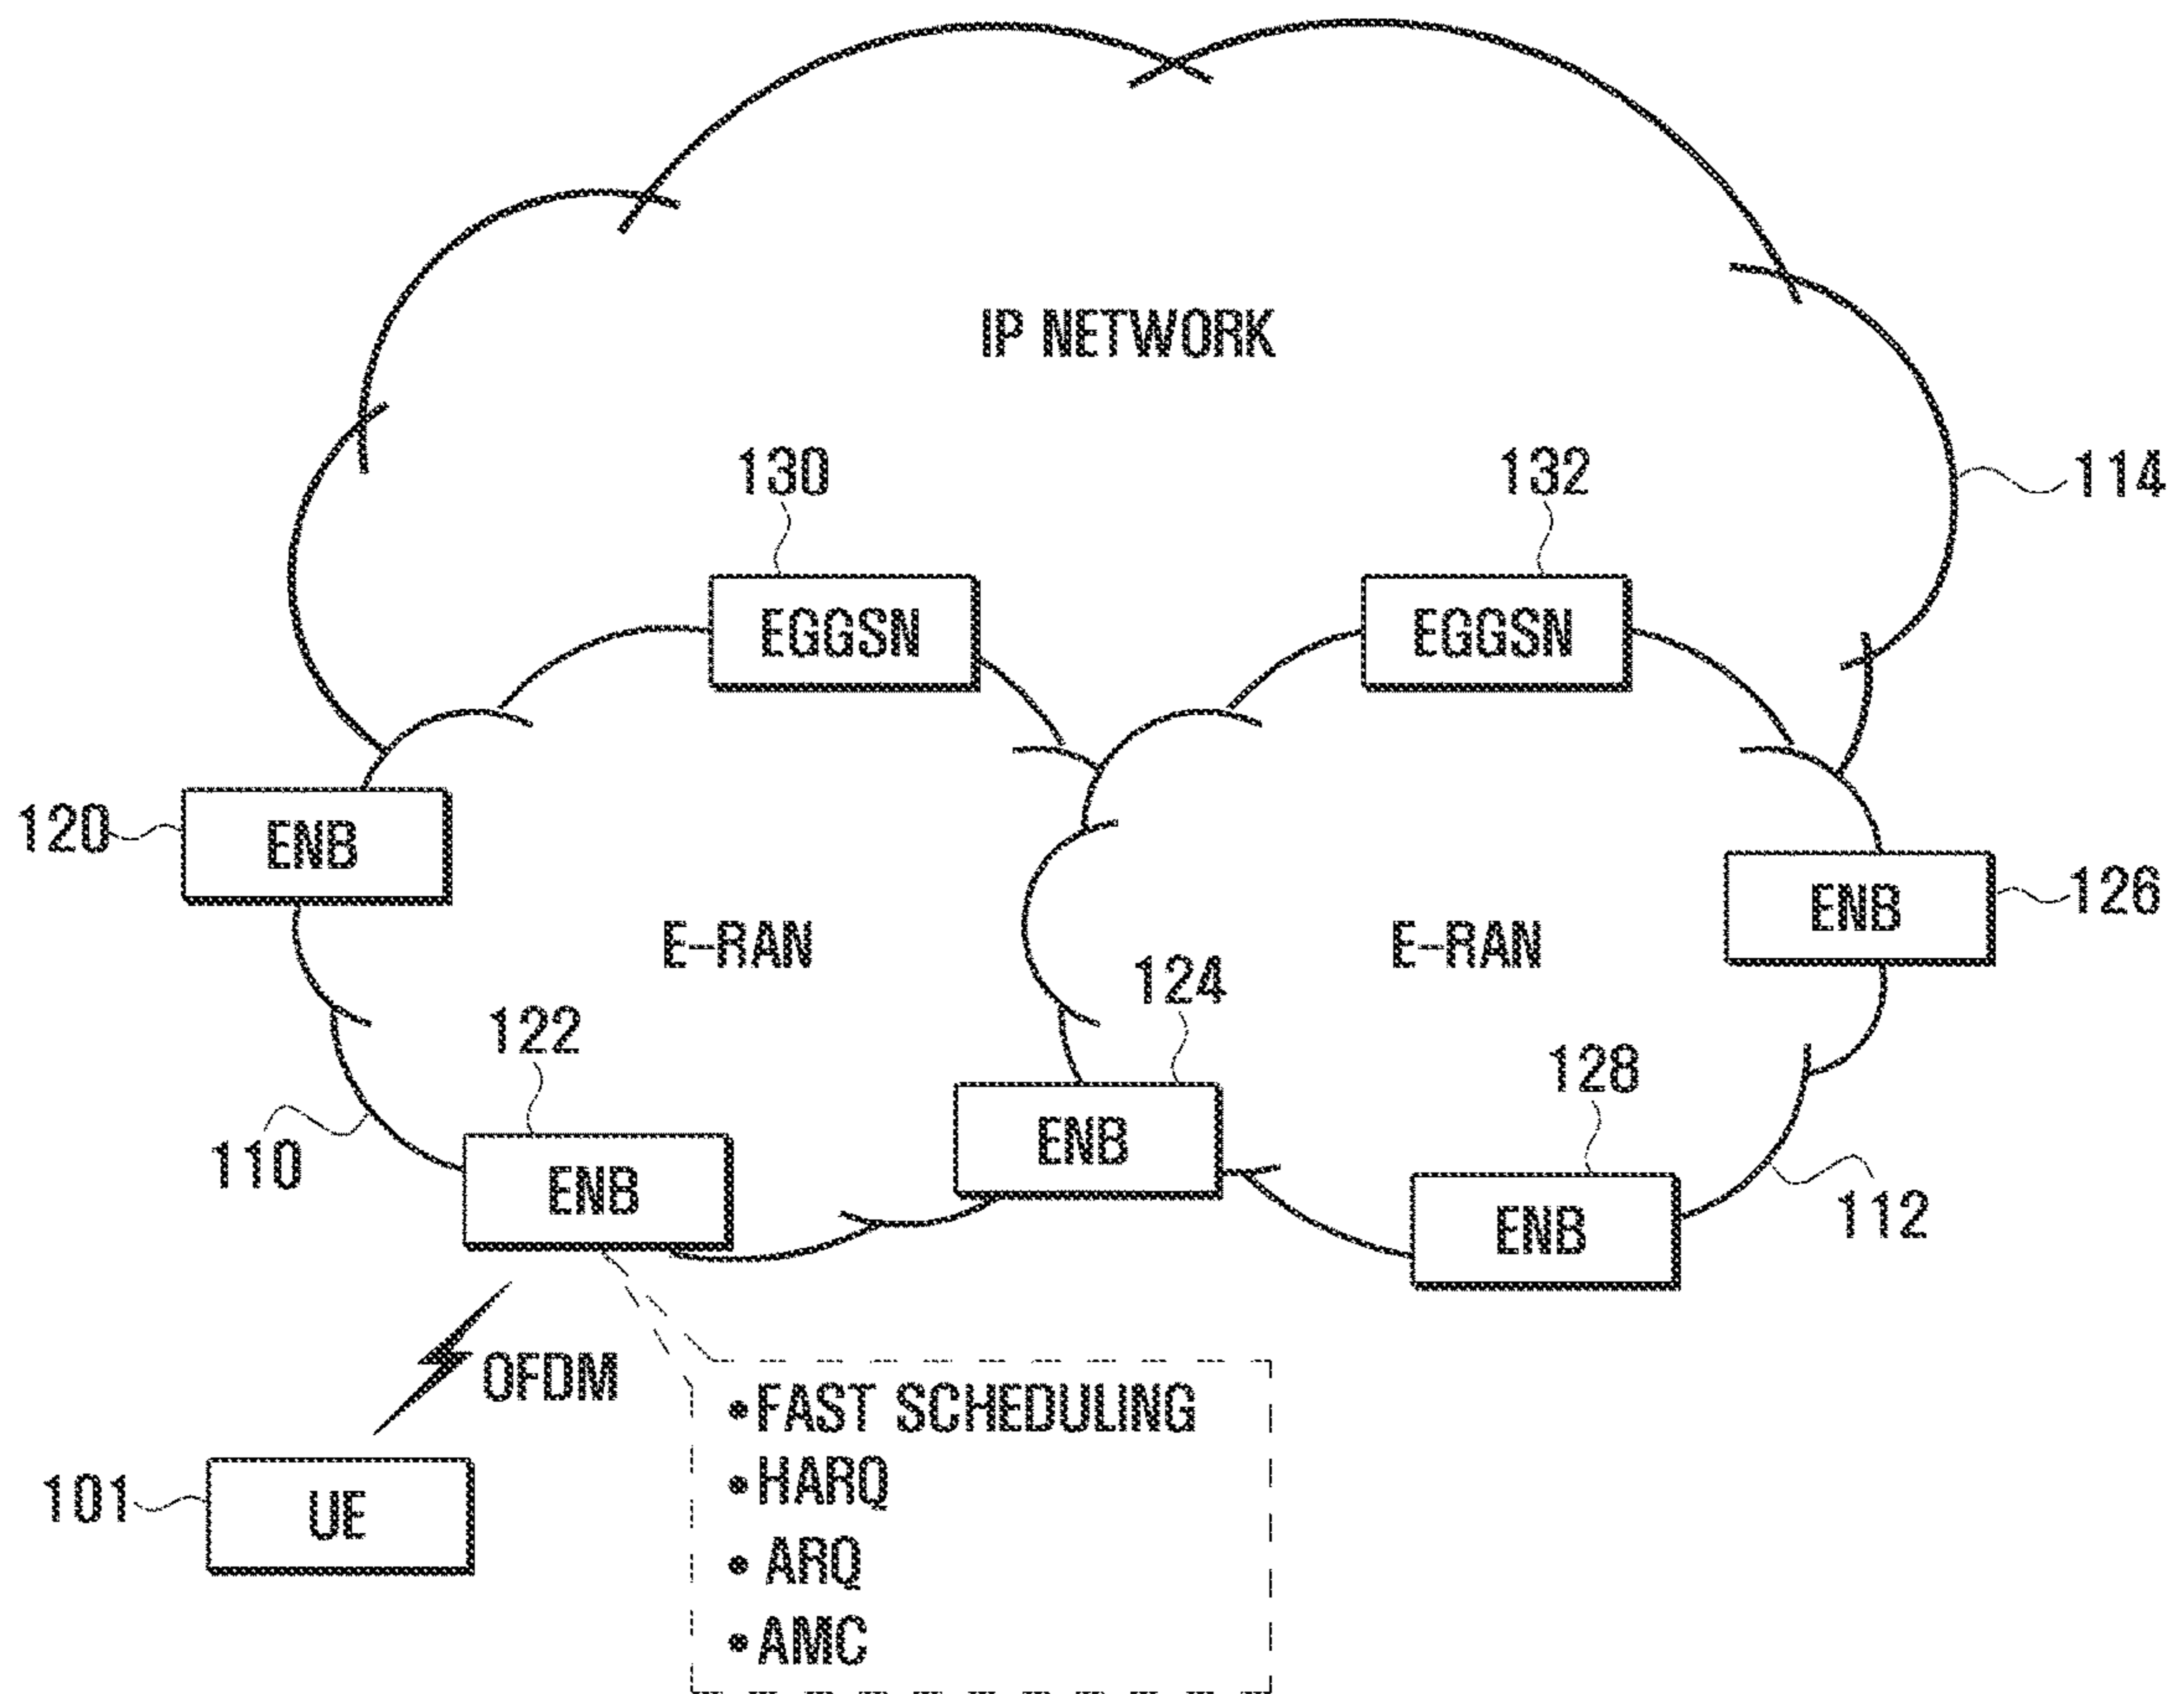 IP NETWORK
130
132
114
EGGSN
EGGSN
120
ENB
ENB
126
E-RAN
E-RAN
124
122
128
110
ENB
ENB
ENB
112
OFDM
• FAST SCHEDULING
• HARQ
• ARQ
• AMC
101
UE